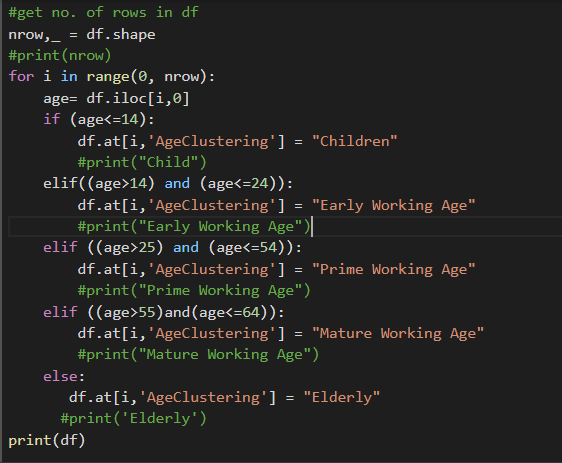 #get no. of rows in df
nrow,_ = df.shape
#print(nrow)
for i in range(0, nrow):
    age= df.iloc[i,0]
    if (age<=14):
        df.at[i,'AgeClustering'] = "Children"
        #print("Child")
    elif((age>14) and (age<=24)):
        df.at[i,'AgeClustering'] = "Early Working Age"
        #print("Early Working Age")
    elif ((age>25) and (age<=54)):
        df.at[i,'AgeClustering'] = "Prime Working Age"
        #print("Prime Working Age")
    elif ((age>55)and(age<=64)):
        df.at[i,'AgeClustering'] = "Mature Working Age"
        #print("Mature Working Age")
    else:
       df.at[i,'AgeClustering'] = "Elderly"
      #print('Elderly')
print(df)